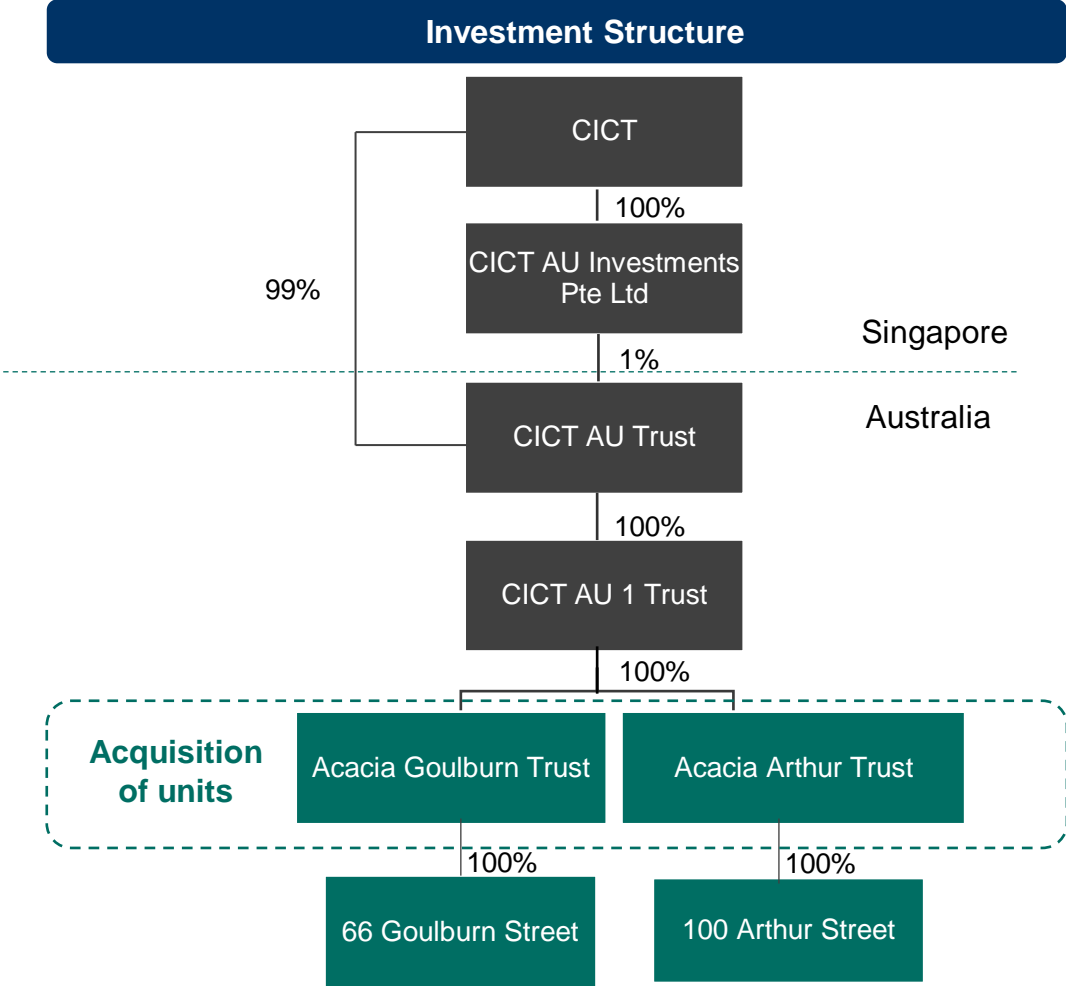 Investment Structure
CICT
100%
CICT AU Investments
Pte Ltd
99%
Singapore
1%
Australia
CICT AU Trust
100%
CICT AU 1 Trust
100%
Acquisition
of units
Acacia Goulburn Trust
Acacia Arthur Trust
100%
100%
66 Goulburn Street
100 Arthur Street